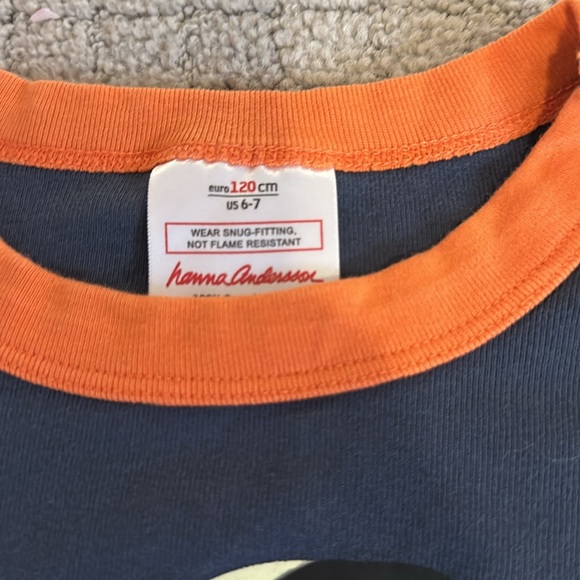 euro 120 cm
US 6-7
WEAR SNUG-FITTING,
NOT FLAME RESISTANT
hanna Andersson